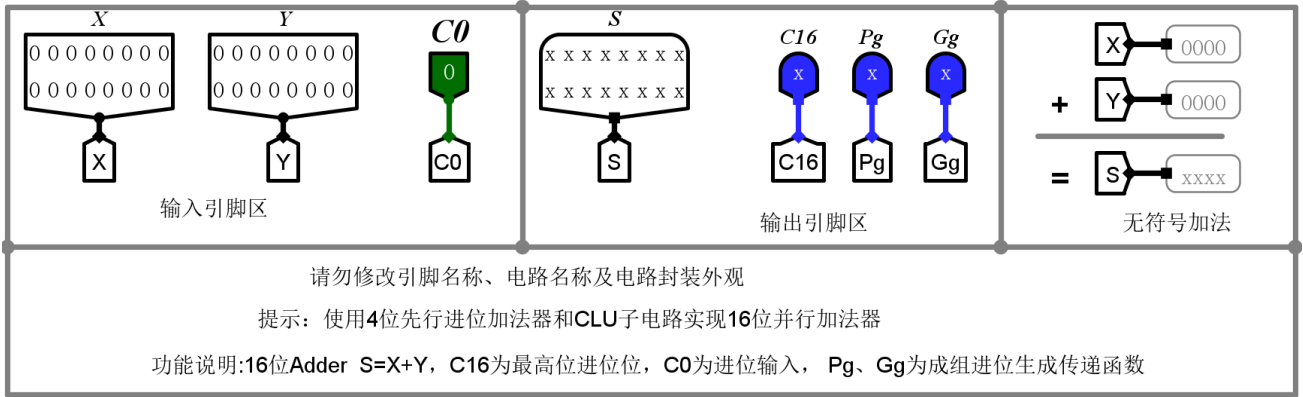 X Y C0 S C16 Pg Gg
0 0 0 0 0 0 0 0 0 0 0 0 0 0 0 0 0 x x x x x x x x x x x X 0000
0 0 0 0 0 0 0 0 0 0 0 0 0 0 0 0 x x x x x x x x + Y 0000
X Y C0 S C16 Pg Gg = S xxxx
输入引脚区 输出引脚区 无符号加法
请勿修改引脚名称、电路名称及电路封装外观
提示：使用4位先行进位加法器和CLU子电路实现16位并行加法器
功能说明:16位Adder S=X+Y，C16为最高位进位位，C0为进位输入， Pg、Gg为成组进位生成传递函数